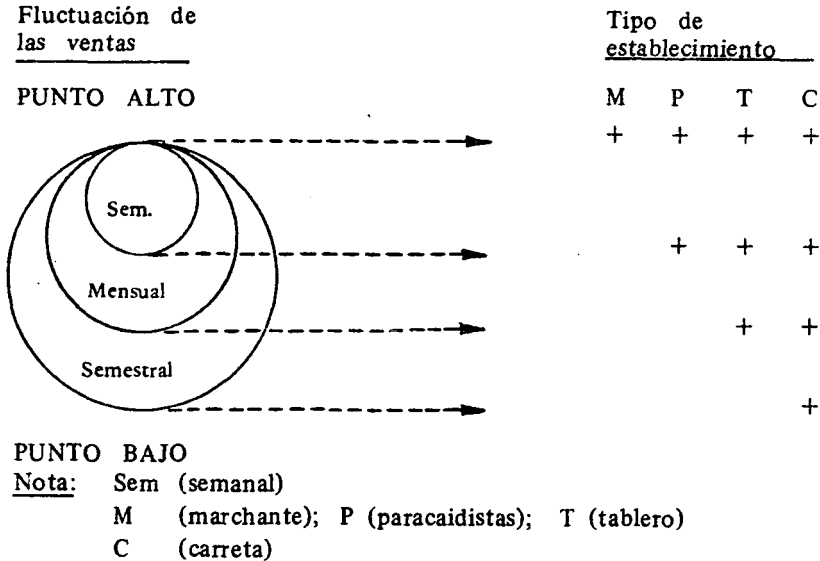 Fluctuación de
las ventas
Tipo de
establecimiento
PUNTO ALTO
M P T C
+ + + +
Sem.
+ + +
Mensual
+ +
Semestral
+
PUNTO BAJO
Nota: Sem (semanal)
M (marchante); P (paracaidistas); T (tablero)
C (carreta)